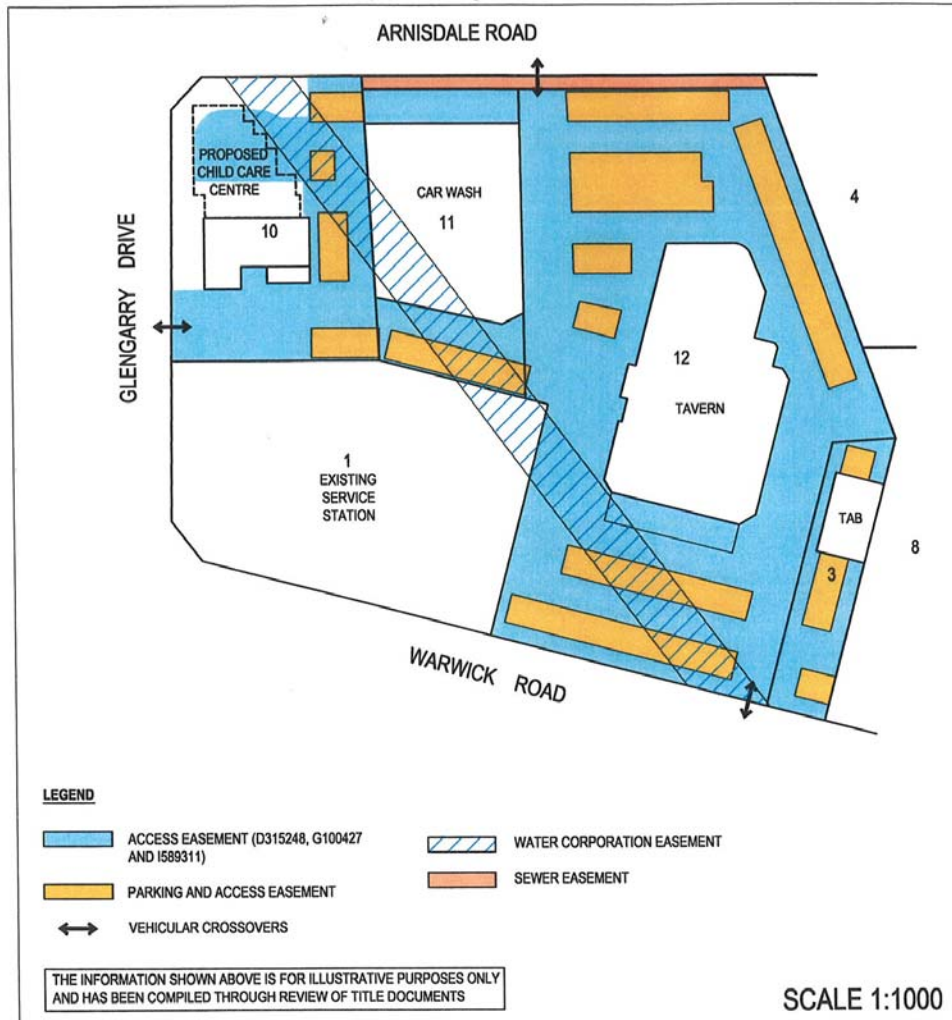 ARNISDALE ROAD
PROPOSED
CHILD CARE
CENTRE
CAR WASH
11
4
10
GLENGARRY DRIVE
12
TAVERN
1
EXISTING
SERVICE
STATION
TAB
8
3
WARWICK ROAD
LEGEND
ACCESS EASEMENT (D315248, G100427
AND I589311)
WATER CORPORATION EASEMENT
PARKING AND ACCESS EASEMENT
SEWER EASEMENT
VEHICULAR CROSSOVERS
THE INFORMATION SHOWN ABOVE IS FOR ILLUSTRATIVE PURPOSES ONLY
AND HAS BEEN COMPILED THROUGH REVIEW OF TITLE DOCUMENTS
SCALE 1:1000